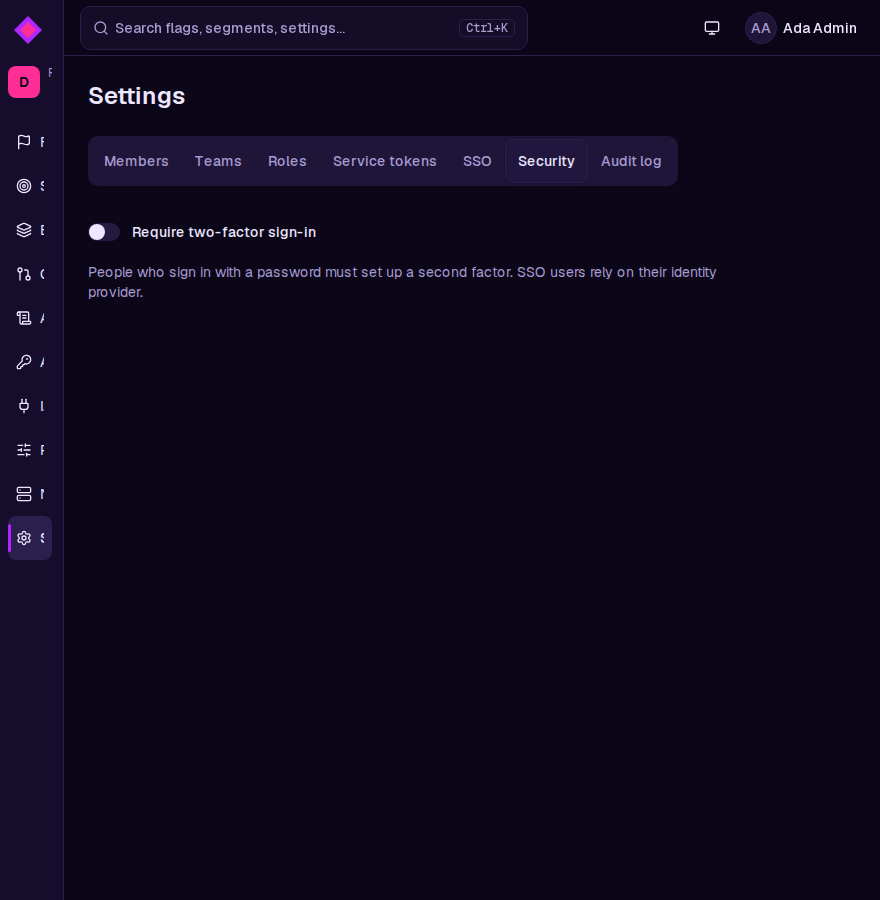 Search flags, segments, settings...
Ctrl+K
AA
Ada Admin
D
Settings
Members
Teams
Roles
Service tokens
SSO
Security
Audit log
Require two-factor sign-in
People who sign in with a password must set up a second factor. SSO users rely on their identity
provider.